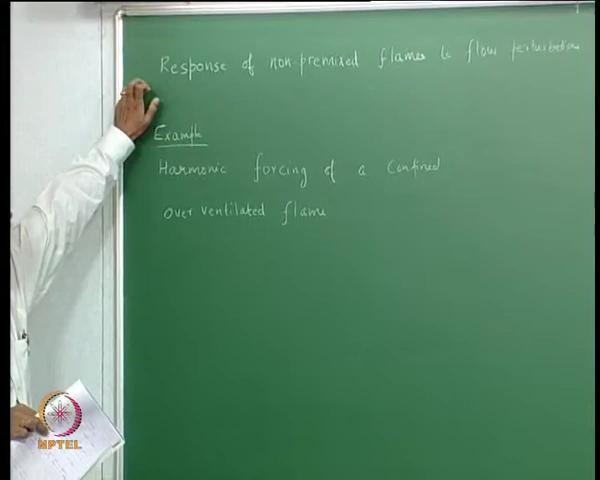 Response of non-premixed flames to flow perturbations
Example
Harmonic forcing of a confined
over ventilated flame
NPTEL